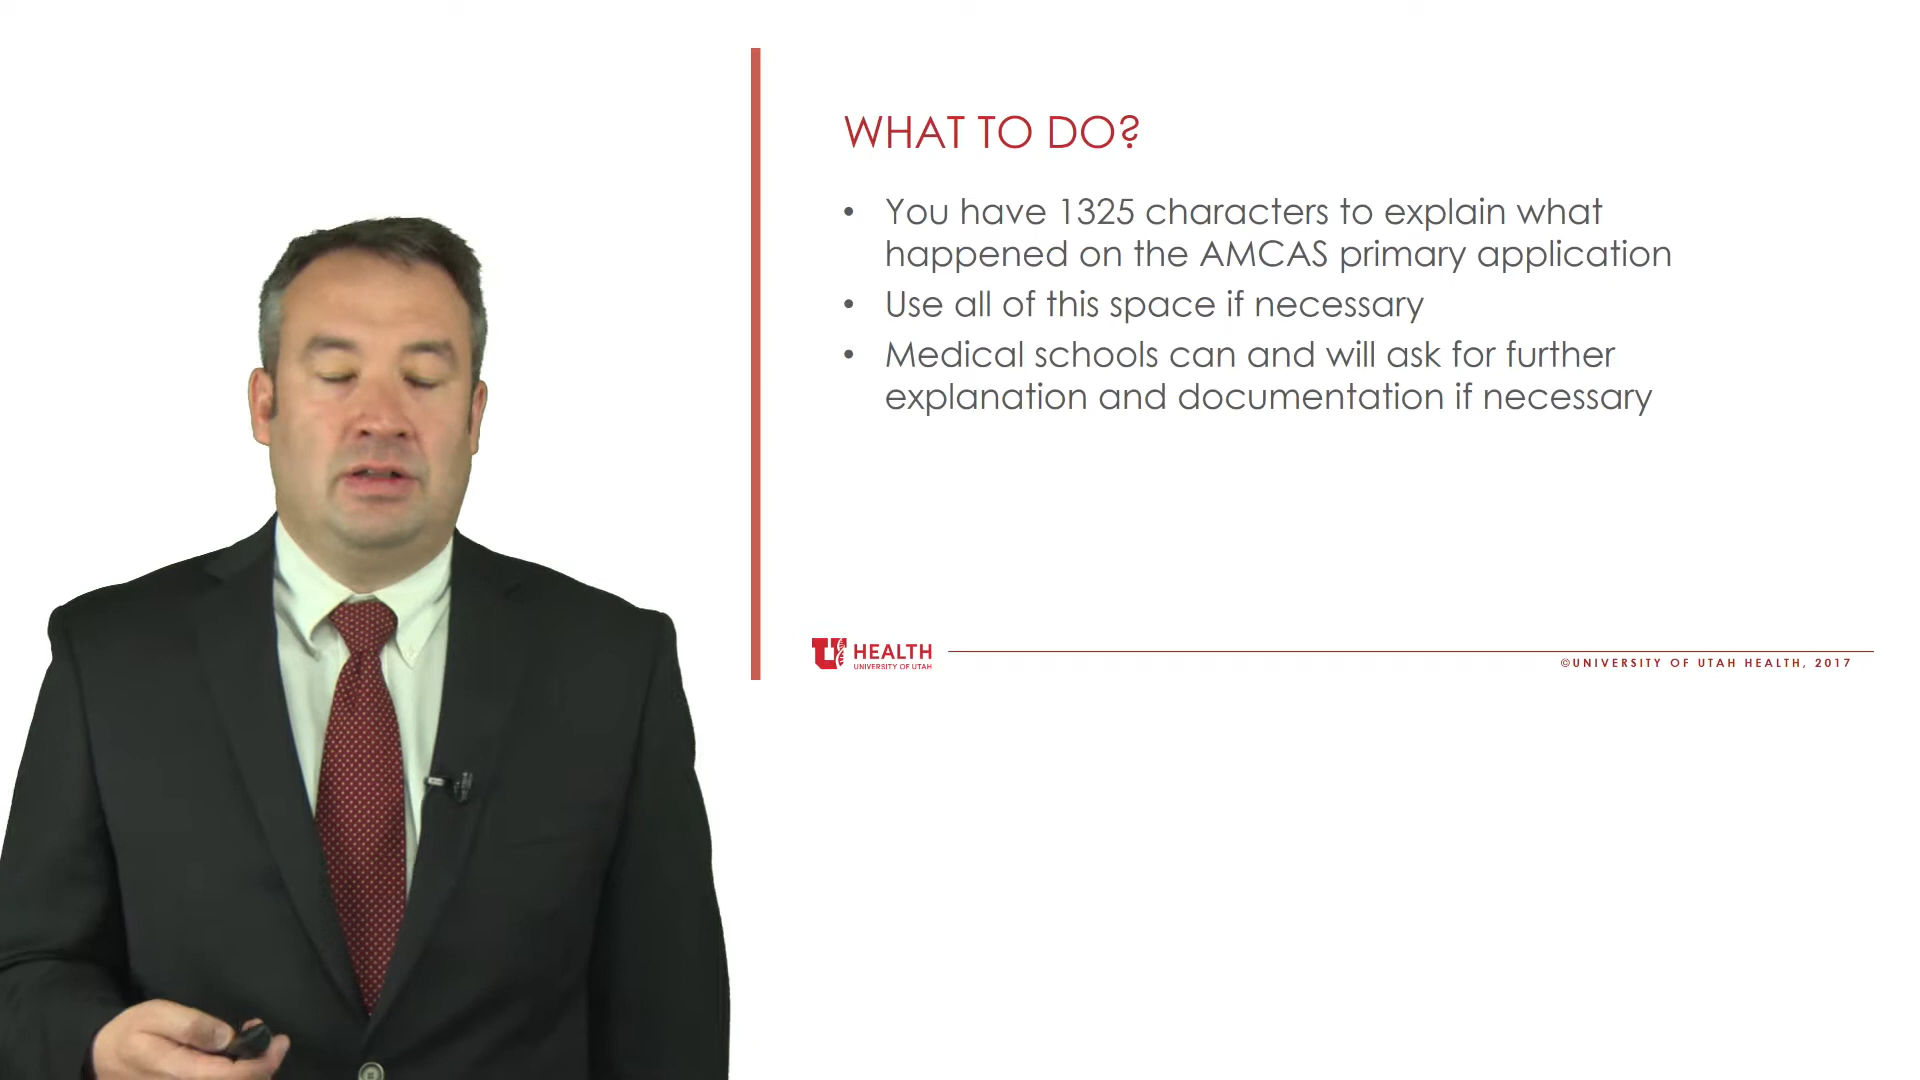 WHAT TO DO?
• You have 1325 characters to explain what
happened on the AMCAS primary application
• Use all of this space if necessary
• Medical schools can and will ask for further
explanation and documentation if necessary
U HEALTH
UNIVERSITY OF UTAH
©UNIVERSITY OF UTAH HEALTH, 2017